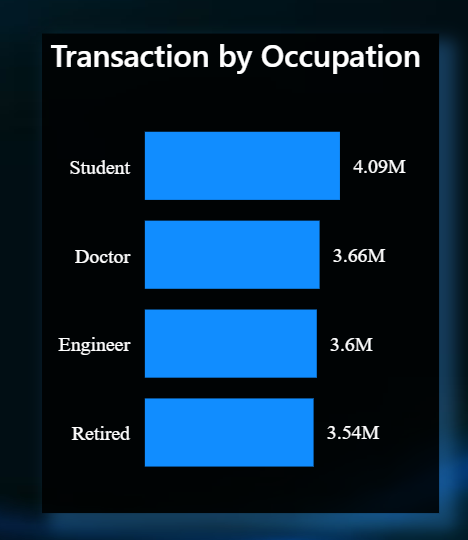 Transaction by Occupation
Student 4.09M
Doctor 3.66M
Engineer 3.6M
Retired 3.54M